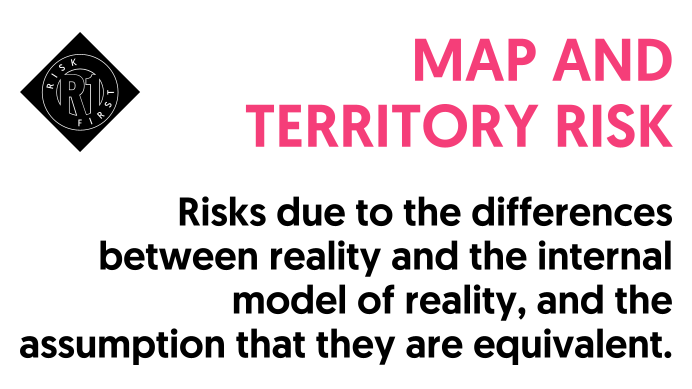 RISK
R1
FIRST
MAP AND
TERRITORY RISK
Risks due to the differences
between reality and the internal
model of reality, and the
assumption that they are equivalent.